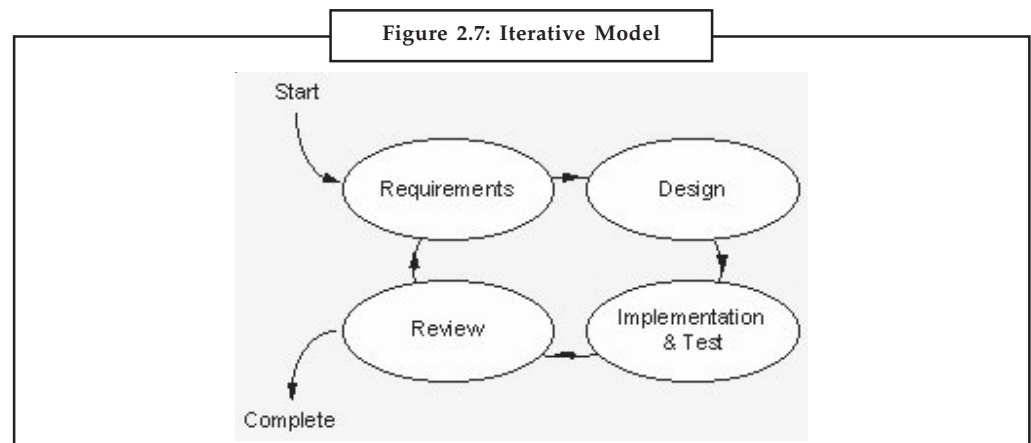 Figure 2.7: Iterative Model
Start
Requirements
Design
Review
Implementation
& Test
Complete